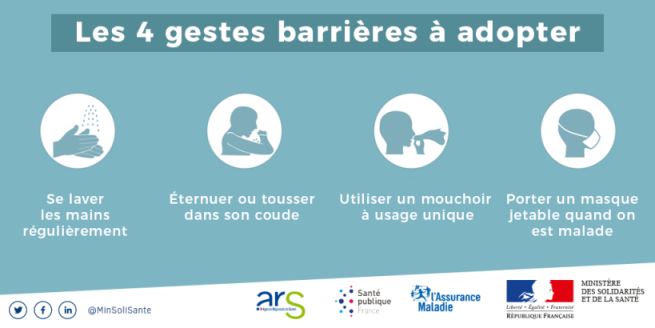 Les 4 gestes barrières à adopter
Se laver
les mains
régulièrement
Éternuer ou tousser
dans son coude
Utiliser un mouchoir
à usage unique
Porter un masque
jetable quand on
est malade
@MinSoliSante
ars
Santé
publique
France
l'Assurance
Maladie
Liberté • Égalité • Fraternité
RÉPUBLIQUE FRANÇAISE
MINISTÈRE
DES SOLIDARITÉS
ET DE LA SANTÉ